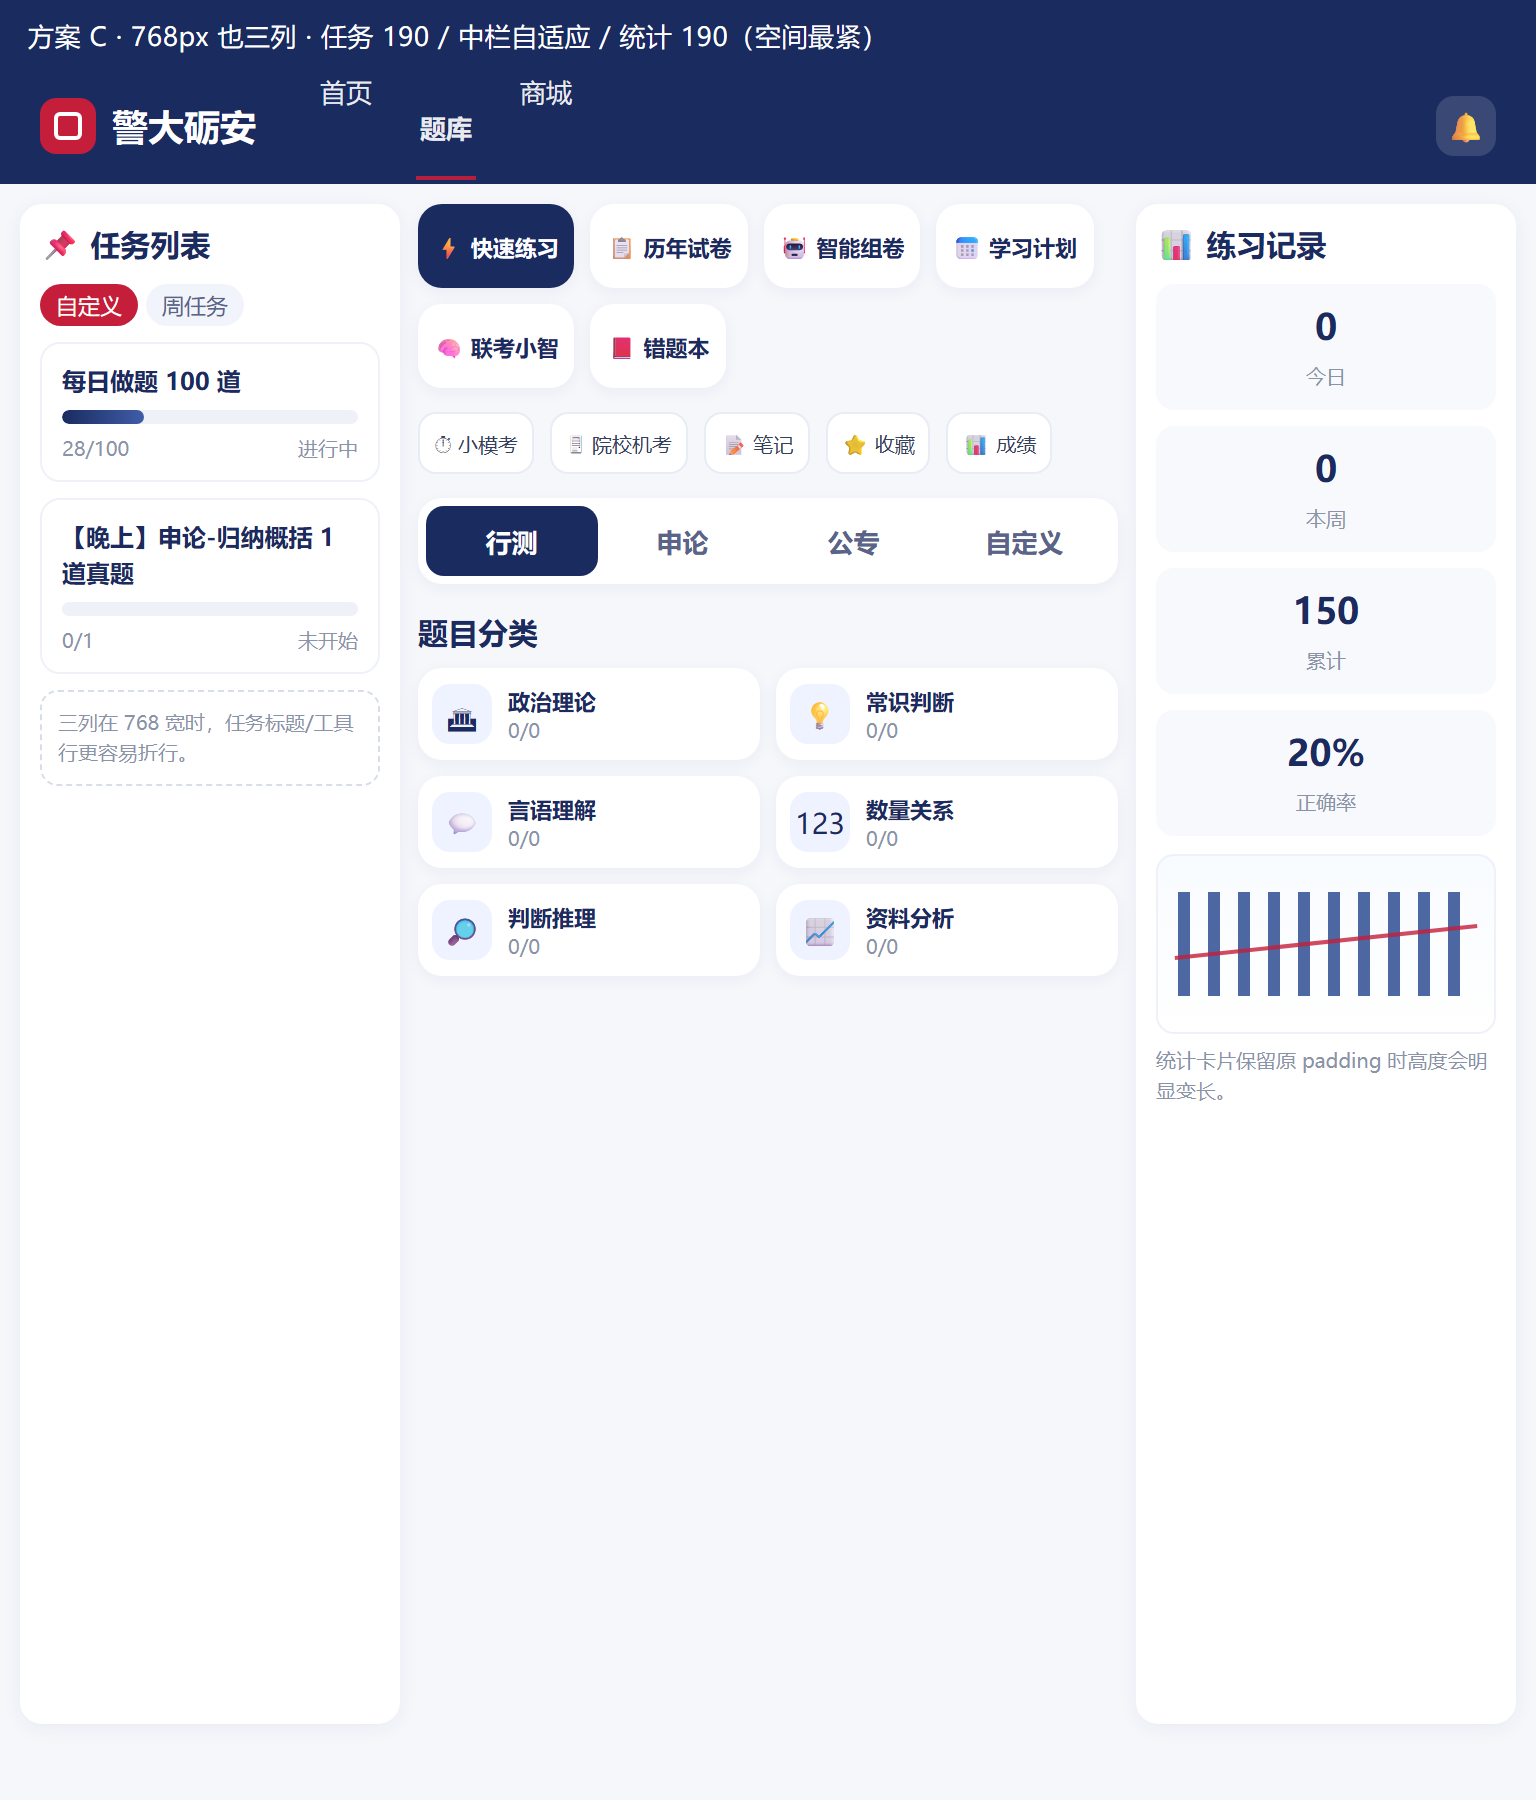 方案 C · 768px 也三列 · 任务 190 / 中栏自适应 / 统计 190（空间最紧）
警大砺安
首页
题库
商城
任务列表
自定义
周任务
每日做题 100 道
28/100
进行中
【晚上】申论-归纳概括 1
道真题
0/1
未开始
三列在 768 宽时，任务标题/工具
行更容易折行。
快速练习
历年试卷
智能组卷
学习计划
联考小智
错题本
小模考
院校机考
笔记
收藏
成绩
行测
申论
公专
自定义
题目分类
政治理论
0/0
常识判断
0/0
言语理解
0/0
123
数量关系
0/0
判断推理
0/0
资料分析
0/0
练习记录
0
今日
0
本周
150
累计
20%
正确率
统计卡片保留原 padding 时高度会明
显变长。